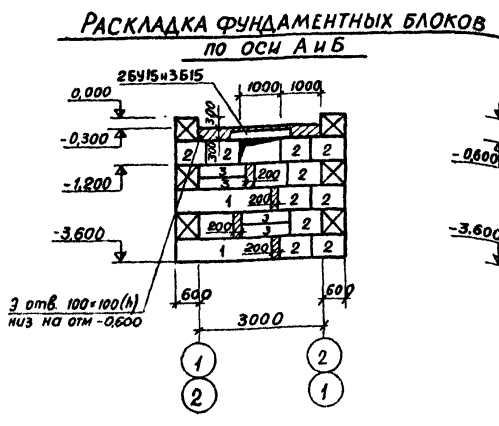 РАСКЛАДКА ФУНДАМЕНТНЫХ БЛОКОВ
ПО ОСИ А и Б
2БУ15 и 3Б15
1000 1000
0,000
300
-0,300
2 300 2 2 2
-0,600
3
200
2 2
-1,200
3
1 200 2 2
3
200 3 2
-3.600
-3.600
1 200 2 2
600 600
Э отв. 100×100(h)
низ на отм -0,600
3000
1 2
2 1